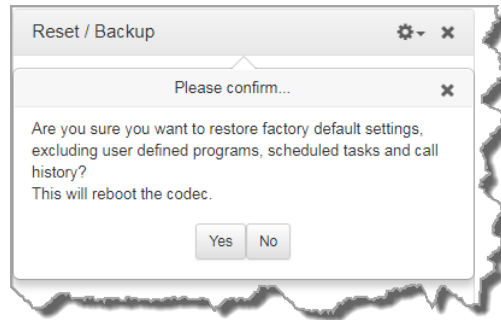 Reset / Backup
Please confirm...
Are you sure you want to restore factory default settings,
excluding user defined programs, scheduled tasks and call
history?
This will reboot the codec.
Yes No